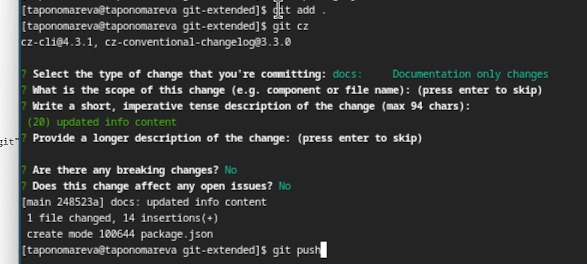 [taponomareva@taponomareva git-extended]$ git add .
[taponomareva@taponomareva git-extended]$ git cz
cz-cli@4.3.1, cz-conventional-changelog@3.3.0
? Select the type of change that you're committing: docs: Documentation only changes
? What is the scope of this change (e.g. component or file name): (press enter to skip)
? Write a short, imperative tense description of the change (max 94 chars):
(20) updated info content
? Provide a longer description of the change: (press enter to skip)
git"
? Are there any breaking changes? No
? Does this change affect any open issues? No
[main 248523a] docs: updated info content
1 file changed, 14 insertions(+)
create mode 100644 package.json
[taponomareva@taponomareva git-extended]$ git push